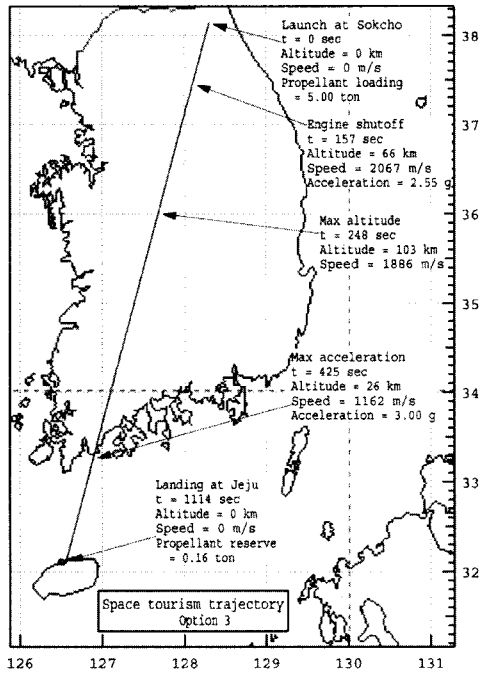 Launch at Sokcho
t = 0 sec
Altitude = 0 km
Speed = 0 m/s
Propellant loading
= 5.00 ton
Engine shutoff
t = 157 sec
Altitude = 66 km
Speed = 2067 m/s
Acceleration = 2.55 g
Max altitude
t = 248 sec
Altitude = 103 km
Speed = 1886 m/s
Max acceleration
t = 425 sec
Altitude = 26 km
Speed = 1162 m/s
Acceleration = 3.00 g
Landing at Jeju
t = 1114 sec
Altitude = 0 km
Speed = 0 m/s
Propellant reserve
= 0.16 ton
Space tourism trajectory
Option 3
38
37
36
35
34
33
32
126 127 128 129 130 131